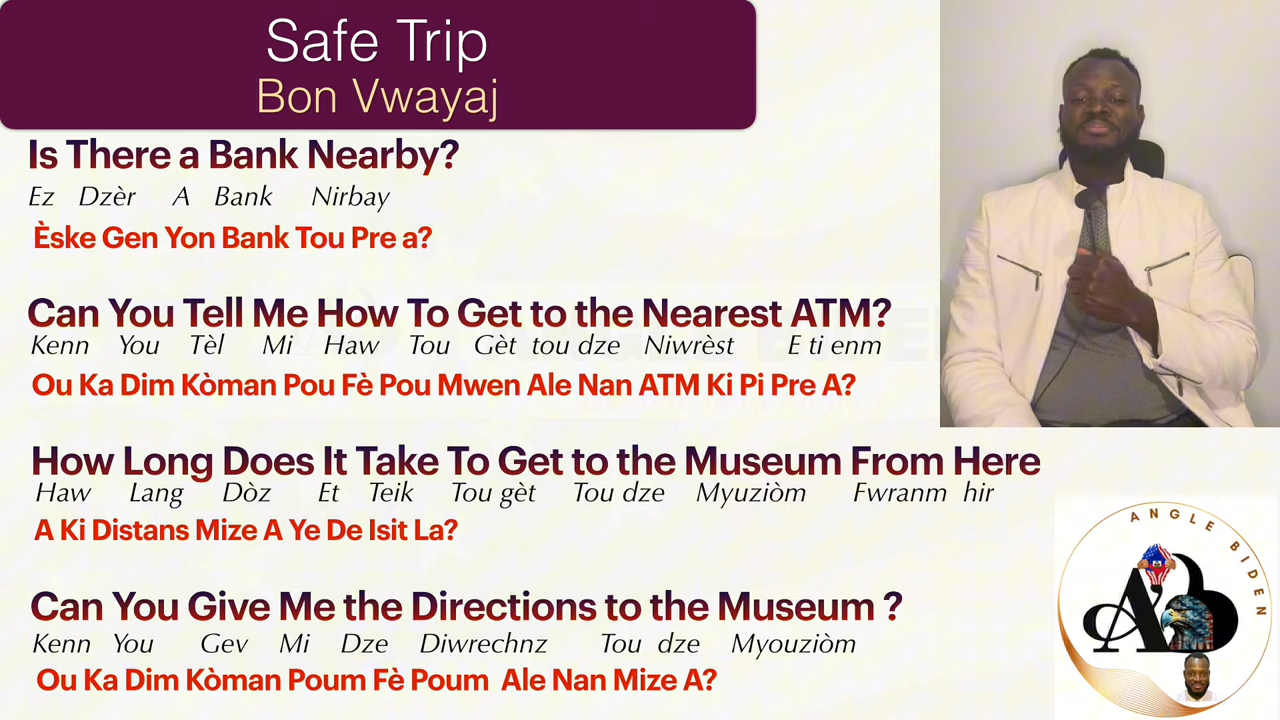 Safe Trip
Bon Vwayaj
Is There a Bank Nearby?
Ez Dzèr A Bank Nirbay
Èske Gen Yon Bank Tou Pre a?
Can You Tell Me How To Get to the Nearest ATM?
Kenn You Tèl Mi Haw Tou Gèt tou dze Niwrèst E ti enm
Ou Ka Dim Kòman Pou Fè Pou Mwen Ale Nan ATM Ki Pi Pre A?
How Long Does It Take To Get to the Museum From Here
Haw Lang Dòz Et Teik Tou gèt Tou dze Myuziòm Fwranm hir
A Ki Distans Mize A Ye De Isit La?
Can You Give Me the Directions to the Museum ?
Kenn You Gev Mi Dze Diwrechnz Tou dze Myouziòm
Ou Ka Dim Kòman Poum Fè Poum Ale Nan Mize A?
ANGLE BIDEN
A'B